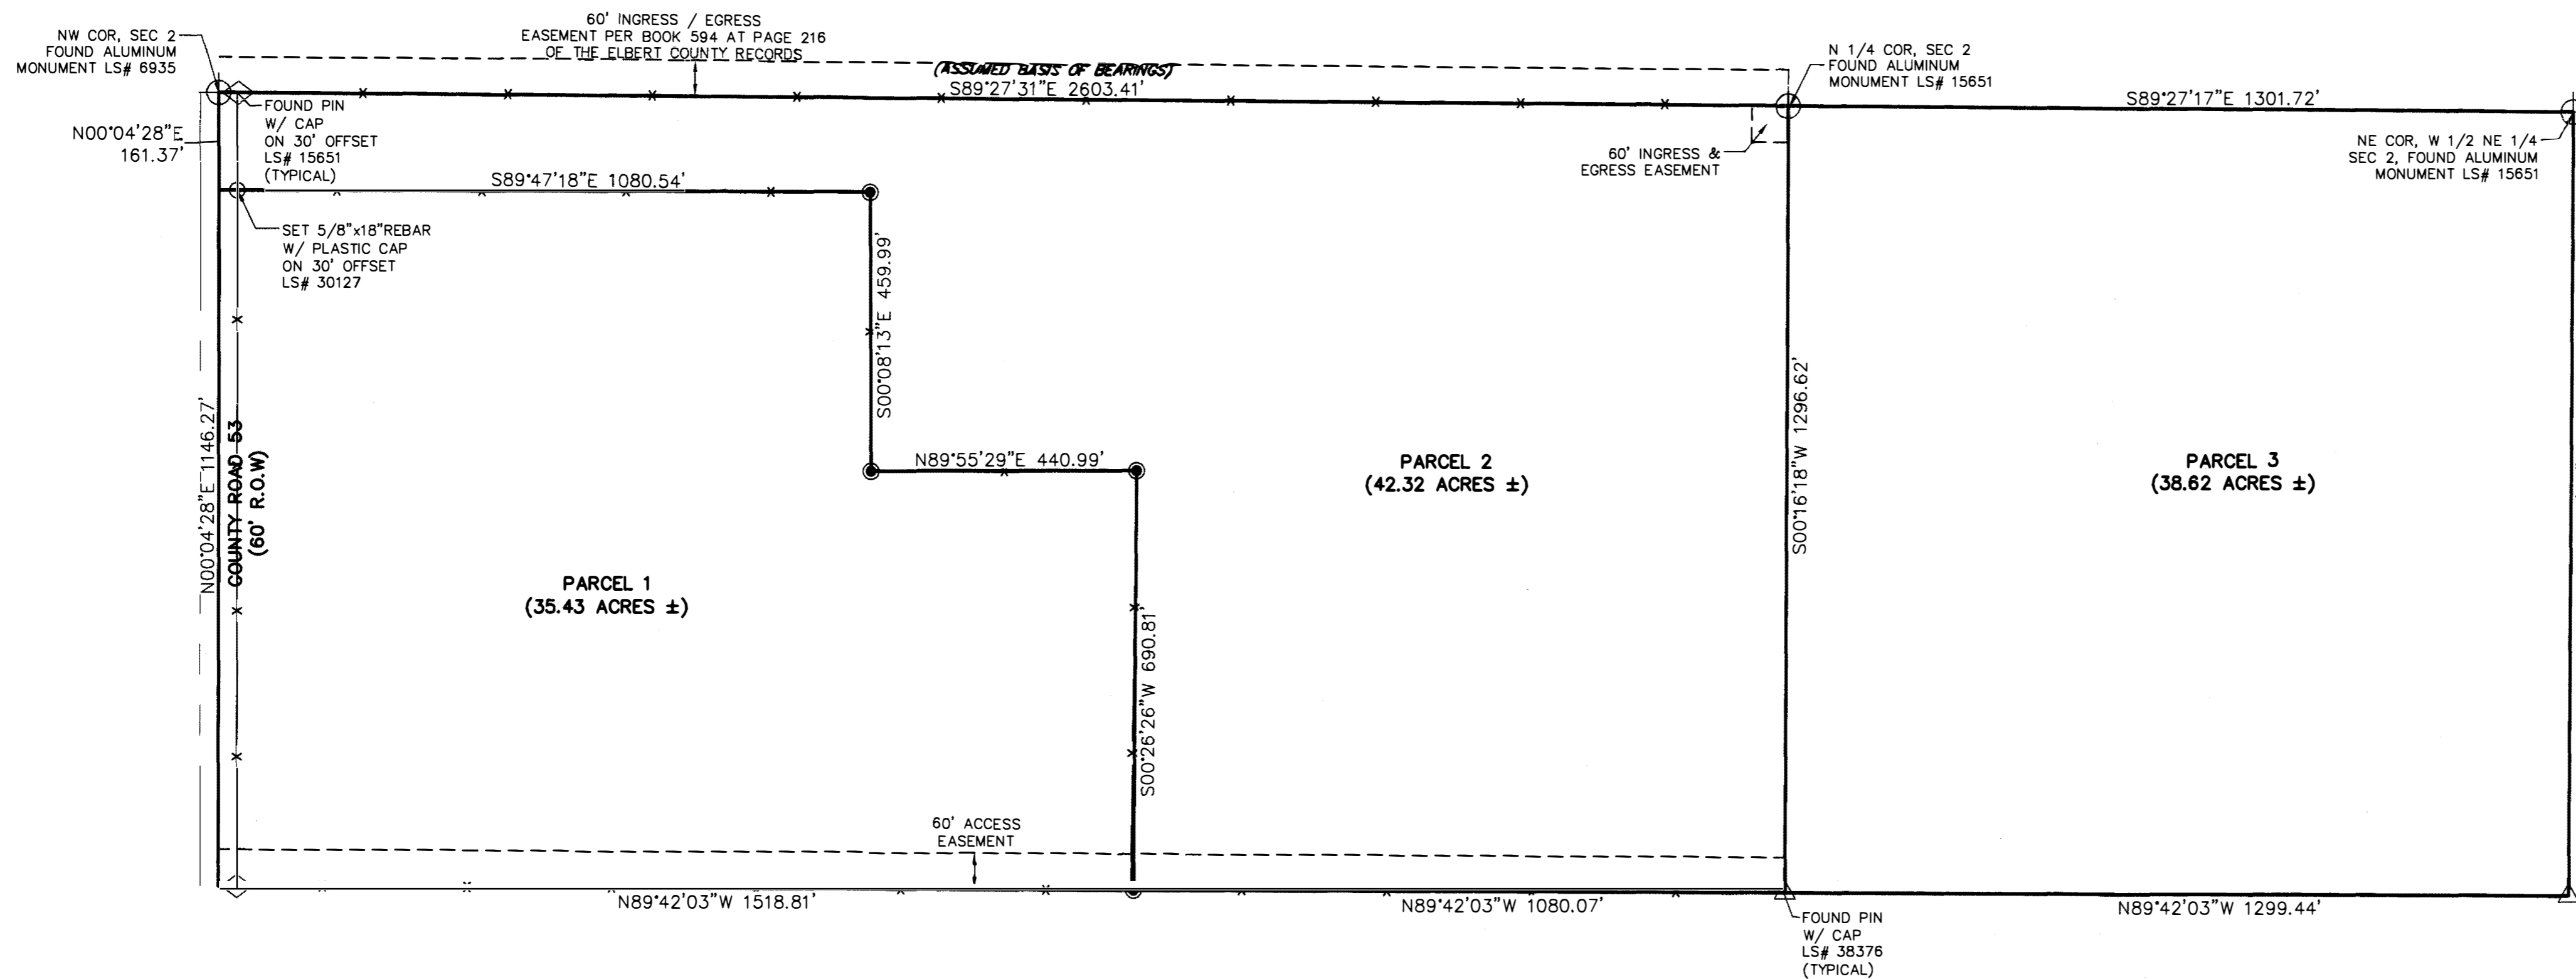 60' INGRESS / EGRESS
EASEMENT PER BOOK 594 AT PAGE 216
OF THE ELBERT COUNTY RECORDS
NW COR, SEC 2
FOUND ALUMINUM
MONUMENT LS# 6935
(ASSUMED BASIS OF BEARINGS)
S89°27'31"E 2603.41'
N 1/4 COR, SEC 2
FOUND ALUMINUM
MONUMENT LS# 15651
S89°27'17"E 1301.72'
FOUND PIN
W/ CAP
ON 30' OFFSET
LS# 15651
(TYPICAL)
N00°04'28"E
161.37'
60' INGRESS &
EGRESS EASEMENT
NE COR, W 1/2 NE 1/4
SEC 2, FOUND ALUMINUM
MONUMENT LS# 15651
S89°47'18"E 1080.54'
SET 5/8"x18"REBAR
W/ PLASTIC CAP
ON 30' OFFSET
LS# 30127
S00°08'13"E 459.99'
N00°04'28"E 1146.27'
COUNTY ROAD 53
(60' R.O.W)
N89°55'29"E 440.99'
PARCEL 2
(42.32 ACRES ±)
S00°16'18"W 1296.62'
PARCEL 3
(38.62 ACRES ±)
PARCEL 1
(35.43 ACRES ±)
S00°26'26"W 690.81'
60' ACCESS
EASEMENT
N89°42'03"W 1518.81'
N89°42'03"W 1080.07'
N89°42'03"W 1299.44'
FOUND PIN
W/ CAP
LS# 38376
(TYPICAL)